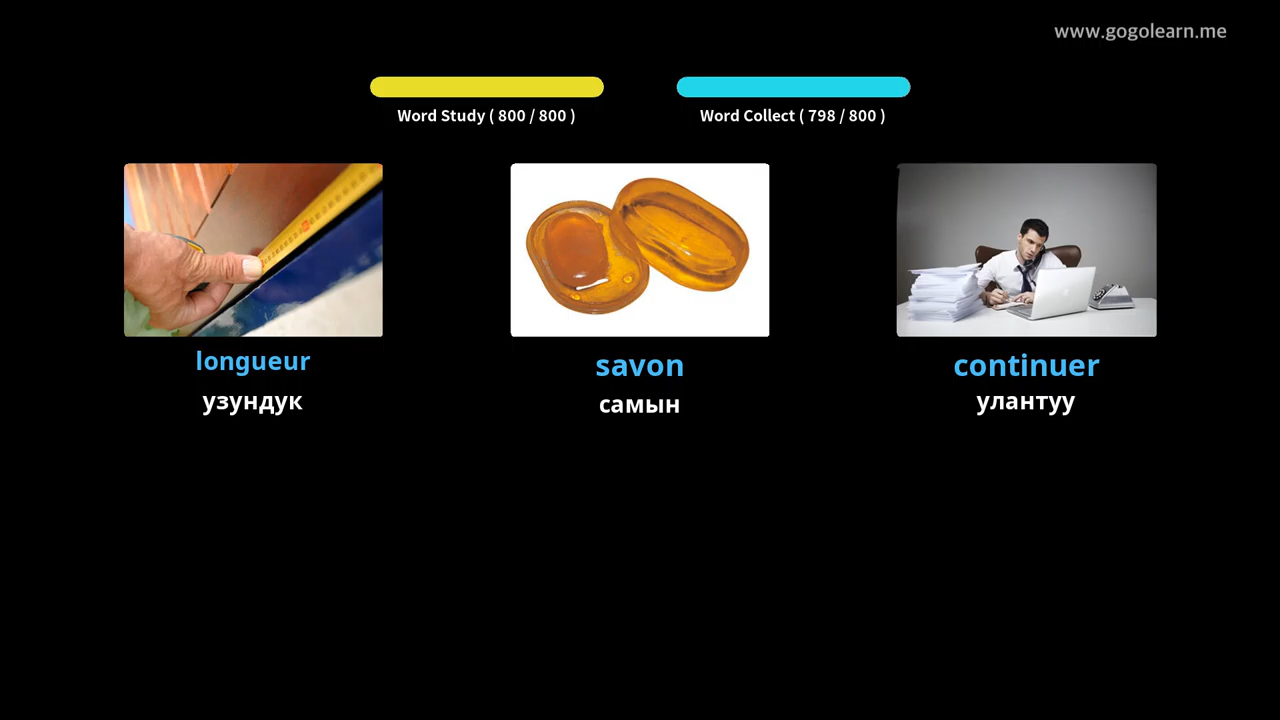 www.gogolearn.me
Word Study ( 800 / 800 )
Word Collect ( 798 / 800 )
longueur
узундук
savon
самын
continuer
улантуу